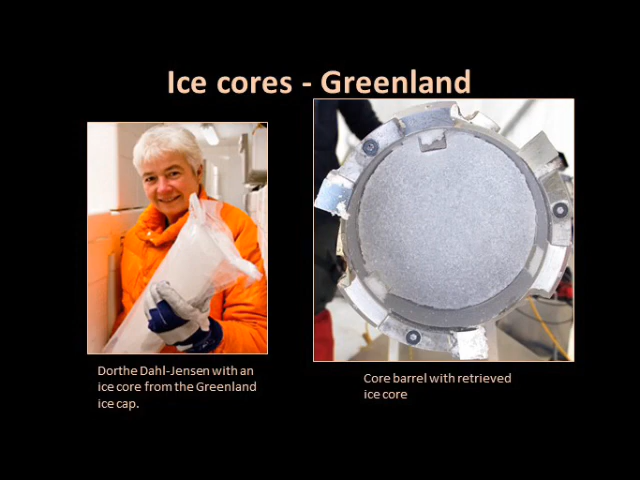 Ice cores - Greenland
Dorthe Dahl-Jensen with an
ice core from the Greenland
ice cap.
Core barrel with retrieved
ice core